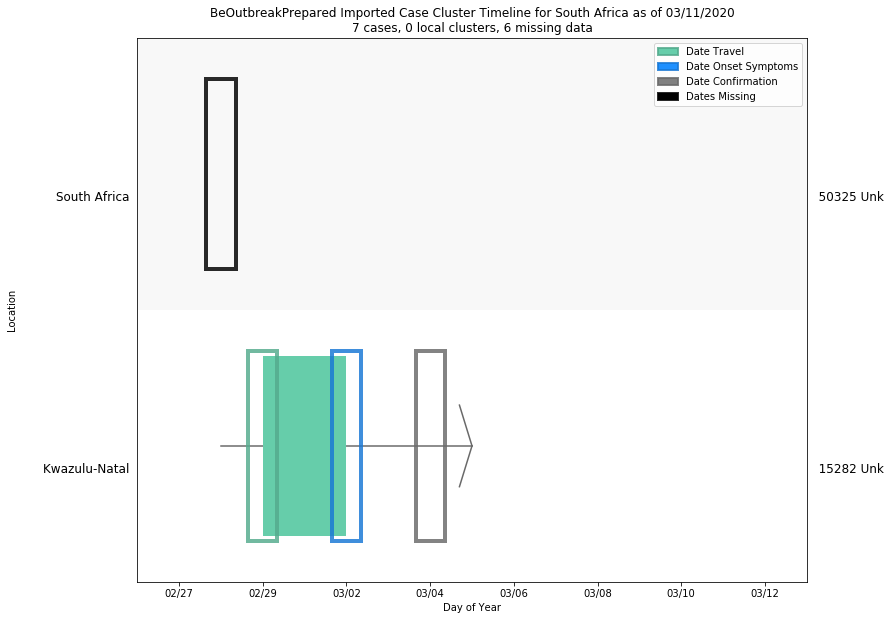 BeOutbreakPrepared Imported Case Cluster Timeline for South Africa as of 03/11/2020
7 cases, 0 local clusters, 6 missing data
Date Travel
Date Onset Symptoms
Date Confirmation
Dates Missing
South Africa
50325 Unk
Location
Kwazulu-Natal
15282 Unk
02/27
02/29
03/02
03/04
03/06
03/08
03/10
03/12
Day of Year